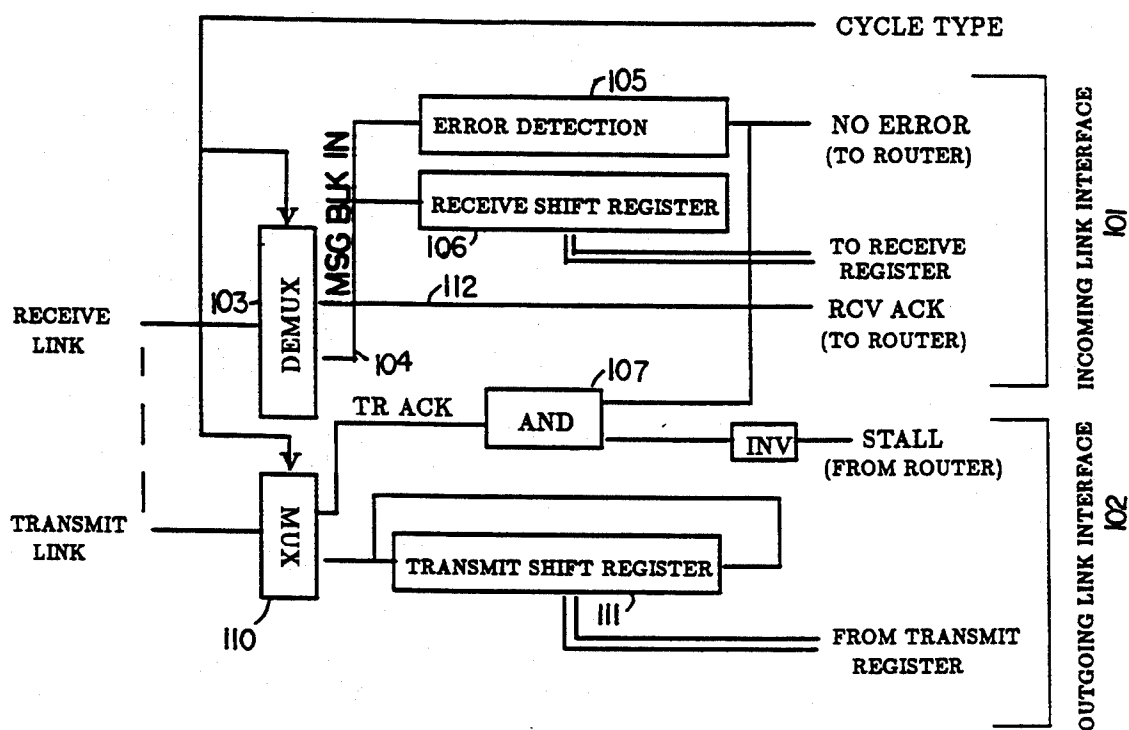 CYCLE TYPE
105
ERROR DETECTION
NO ERROR
(TO ROUTER)
MSG BLK IN
RECEIVE SHIFT REGISTER
106
TO RECEIVE
REGISTER
103
DEMUX
112
RCV ACK
(TO ROUTER)
RECEIVE
LINK
104
INCOMING LINK INTERFACE
101
107
TR ACK
AND
INV
STALL
(FROM ROUTER)
TRANSMIT
LINK
MUX
110
TRANSMIT SHIFT REGISTER
111
FROM TRANSMIT
REGISTER
OUTGOING LINK INTERFACE
102